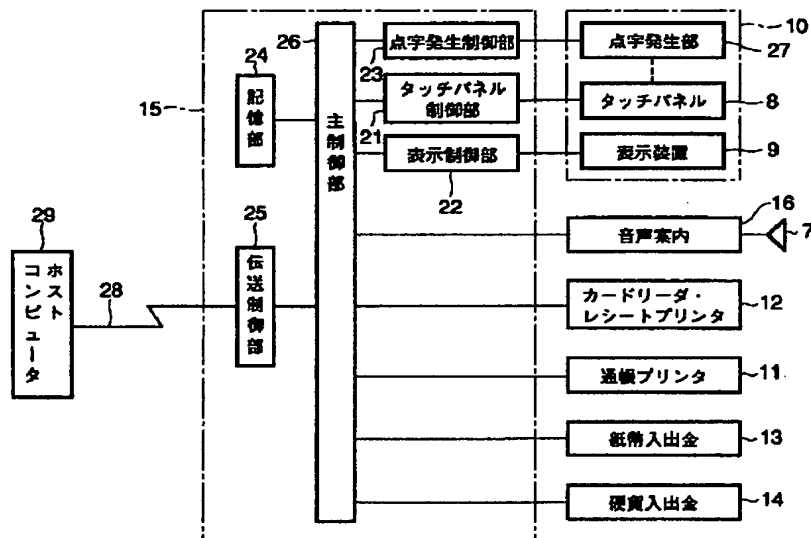 10
26
24
点字発生制御部
点字発生部
23
27
15
記憶部
タッチパネル
制御部
タッチパネル
8
21
主制御部
表示制御部
表示装置
9
22
16
29
25
音声案内
7
ホスト
コンピュータ
28
伝送制御部
カードリーダ・
レシートプリンタ
12
通帳プリンタ
11
紙幣入出金
13
硬貨入出金
14